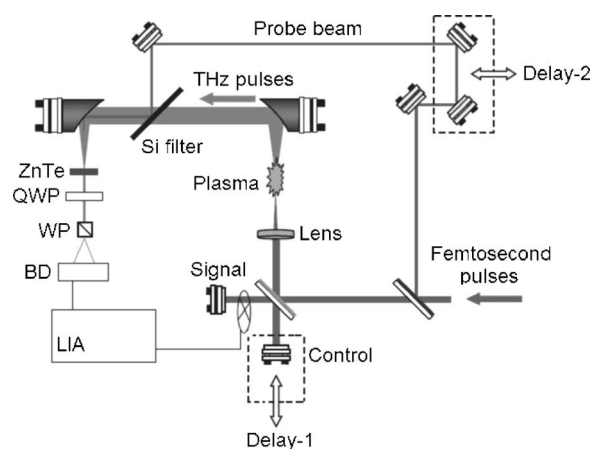 Probe beam
Delay-2
THz pulses
Si filter
ZnTe
Plasma
QWP
WP
Lens
BD
Signal
Femtosecond
pulses
LIA
Control
Delay-1